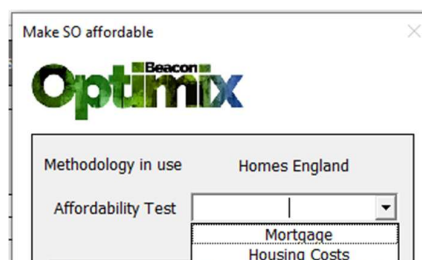 Make SO affordable
Beacon
Optimix
Methodology in use Homes England
Affordability Test
Mortgage
Housing Costs